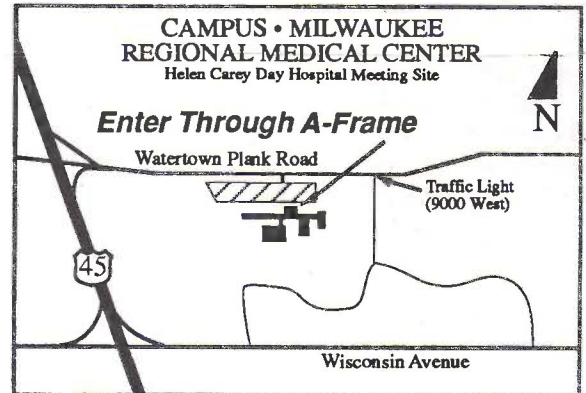 CAMPUS • MILWAUKEE
REGIONAL MEDICAL CENTER
Helen Carey Day Hospital Meeting Site
N
Enter Through A-Frame
Watertown Plank Road
Traffic Light
(9000 West)
45
Wisconsin Avenue